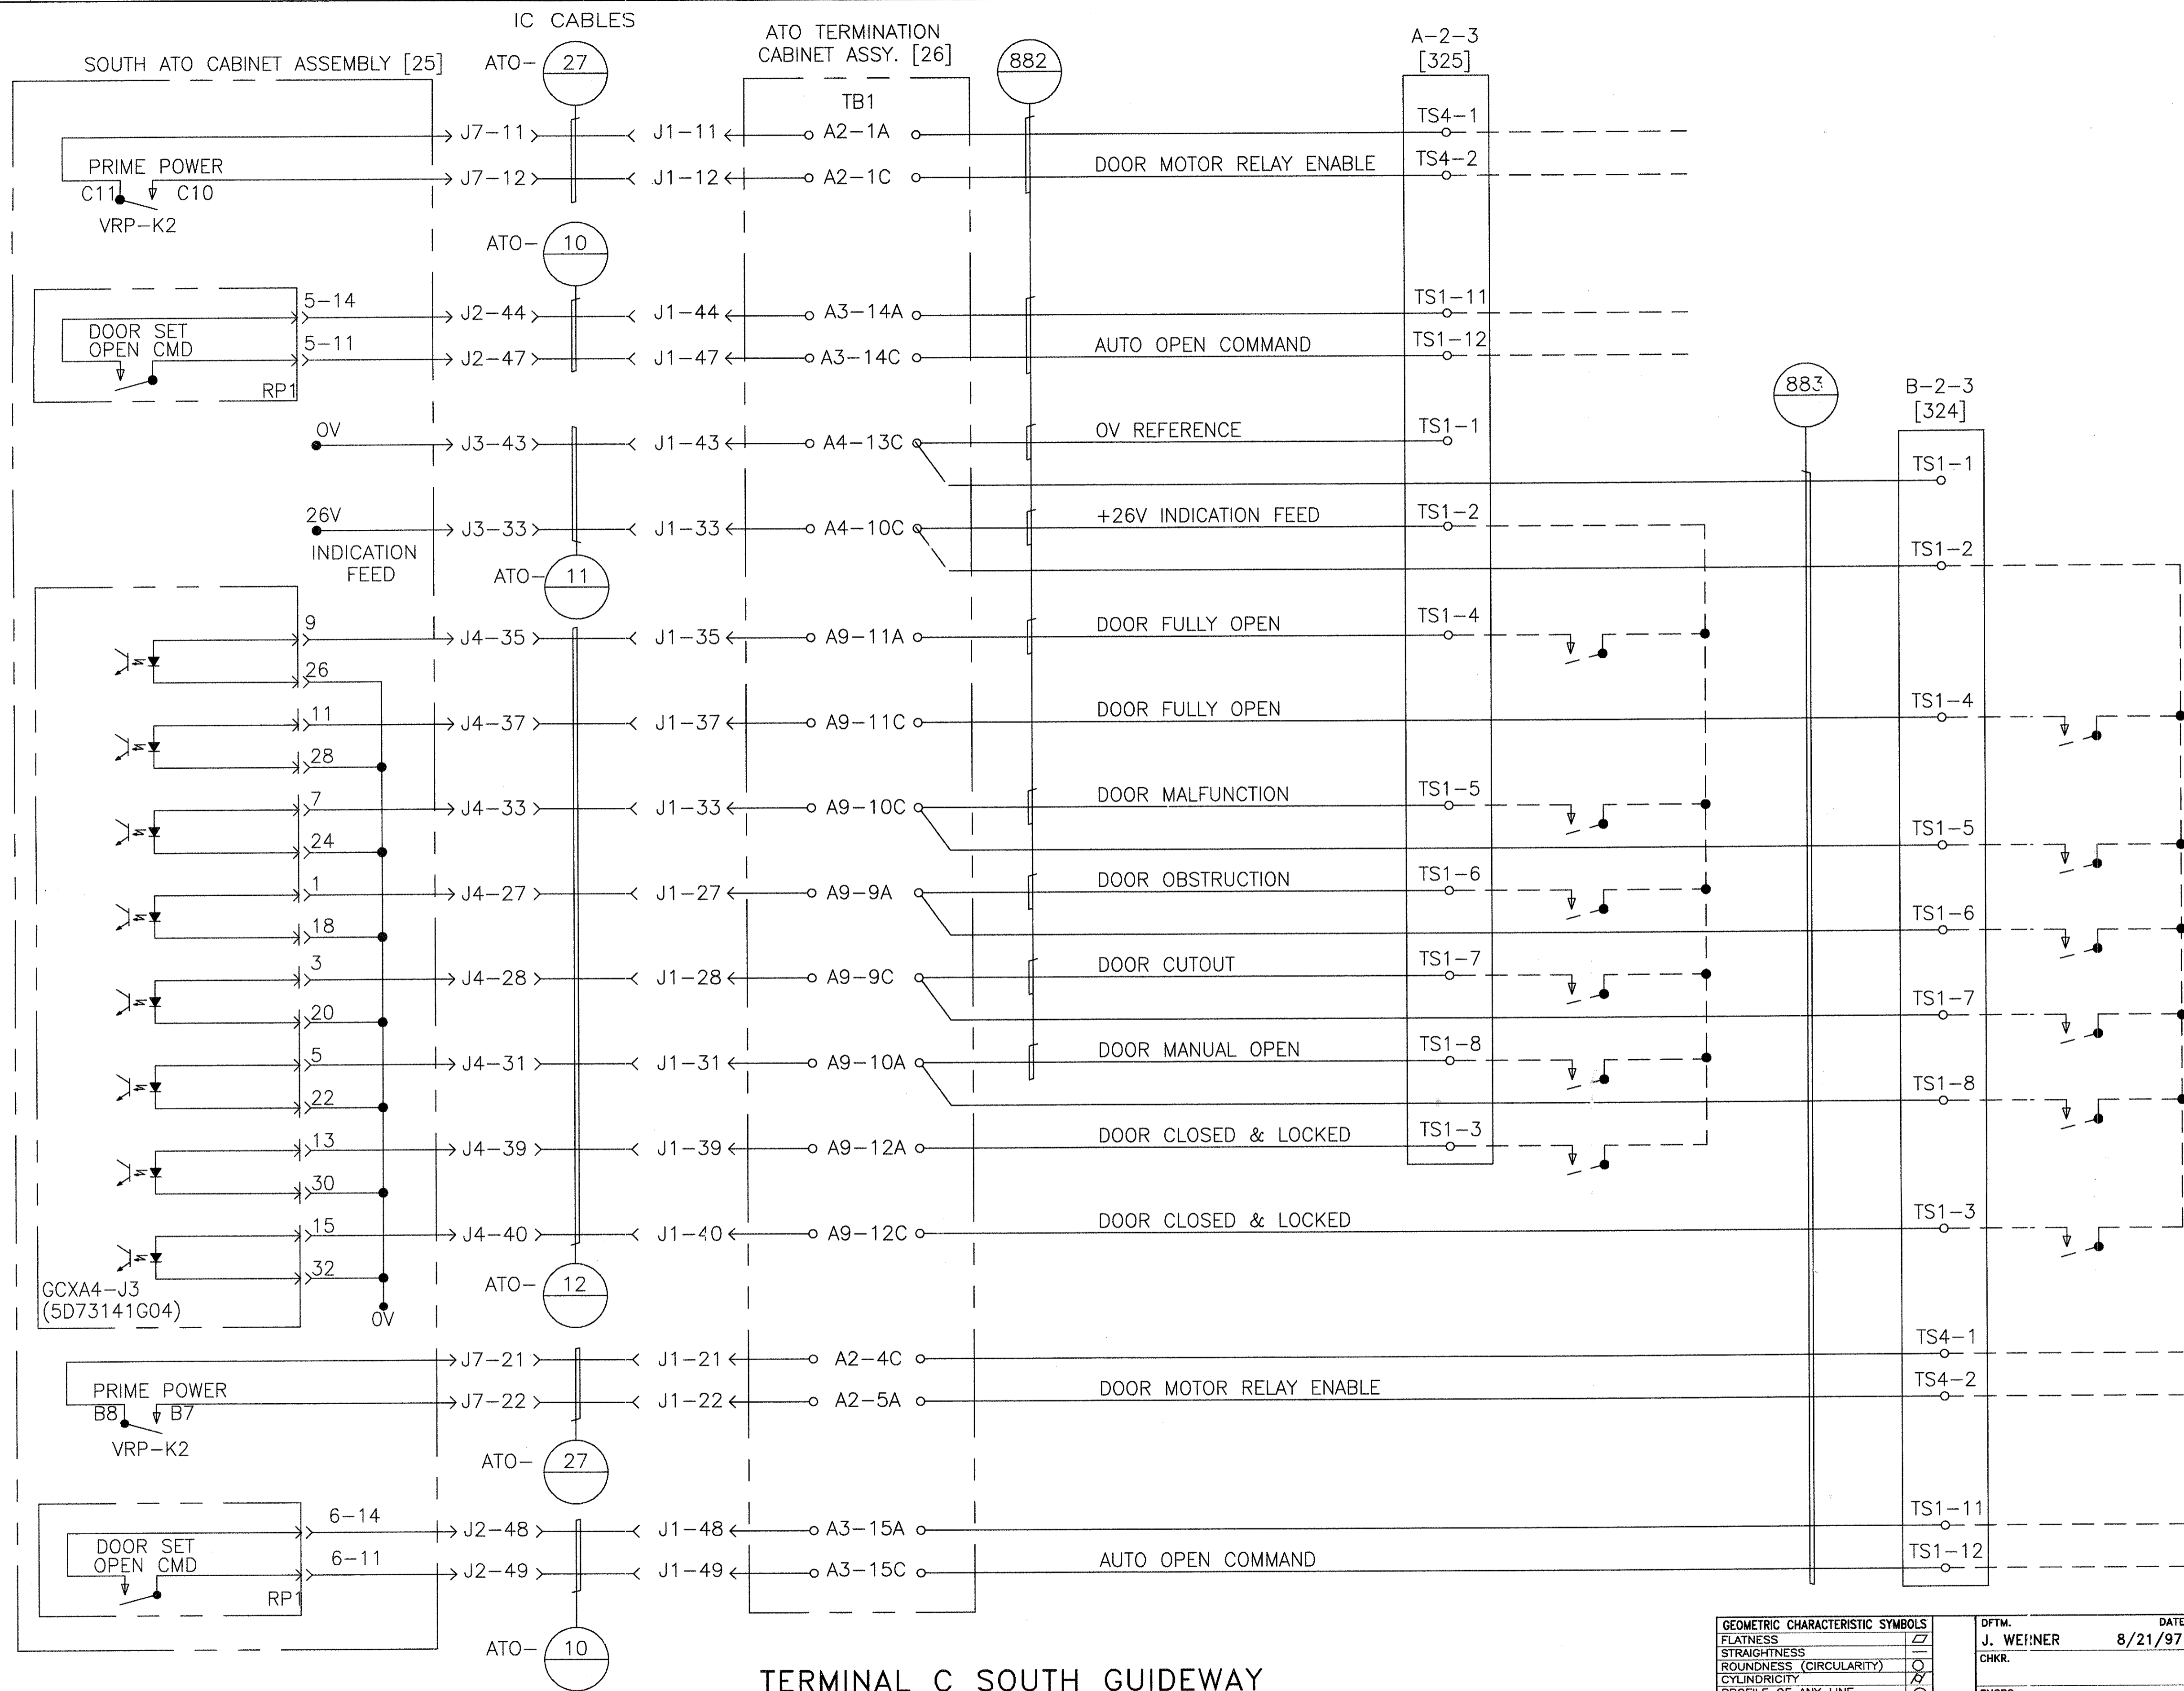 IC CABLES
SOUTH ATO CABINET ASSEMBLY [25]
ATO- 27
ATO TERMINATION
CABINET ASSY. [26]
882
A-2-3
[325]
TB1
J7-11 J1-11 A2-1A TS4-1
PRIME POWER
C11 C10
VRP-K2
J7-12 J1-12 A2-1C DOOR MOTOR RELAY ENABLE TS4-2
ATO- 10
5-14 J2-44 J1-44 A3-14A TS1-11
DOOR SET
OPEN CMD
5-11 J2-47 J1-47 A3-14C AUTO OPEN COMMAND TS1-12
RP1
883
B-2-3
[324]
0V J3-43 J1-43 A4-13C 0V REFERENCE TS1-1
TS1-1
26V J3-33 J1-33 A4-10C +26V INDICATION FEED TS1-2
INDICATION
FEED
TS1-2
ATO- 11
9 J4-35 J1-35 A9-11A DOOR FULLY OPEN TS1-4
26
11 J4-37 J1-37 A9-11C DOOR FULLY OPEN TS1-4
28
7 J4-33 J1-33 A9-10C DOOR MALFUNCTION TS1-5
24 TS1-5
1 J4-27 J1-27 A9-9A DOOR OBSTRUCTION TS1-6
18 TS1-6
3 J4-28 J1-28 A9-9C DOOR CUTOUT TS1-7
20 TS1-7
5 J4-31 J1-31 A9-10A DOOR MANUAL OPEN TS1-8
22 TS1-8
13 J4-39 J1-39 A9-12A DOOR CLOSED & LOCKED TS1-3
30
15 J4-40 J1-40 A9-12C DOOR CLOSED & LOCKED TS1-3
32
GCXA4-J3
(5D73141G04)
0V
ATO- 12
J7-21 J1-21 A2-4C TS4-1
PRIME POWER
B8 B7
VRP-K2
J7-22 J1-22 A2-5A DOOR MOTOR RELAY ENABLE TS4-2
ATO- 27
6-14 J2-48 J1-48 A3-15A TS1-11
DOOR SET
OPEN CMD
6-11 J2-49 J1-49 A3-15C AUTO OPEN COMMAND TS1-12
RP1
ATO- 10
TERMINAL C SOUTH GUIDEWAY
GEOMETRIC CHARACTERISTIC SYMBOLS
FLATNESS
STRAIGHTNESS
ROUNDNESS (CIRCULARITY)
CYLINDRICITY
PROFILE OF ANY LINE
DFTM. DATE
J. WERNER 8/21/97
CHKR.